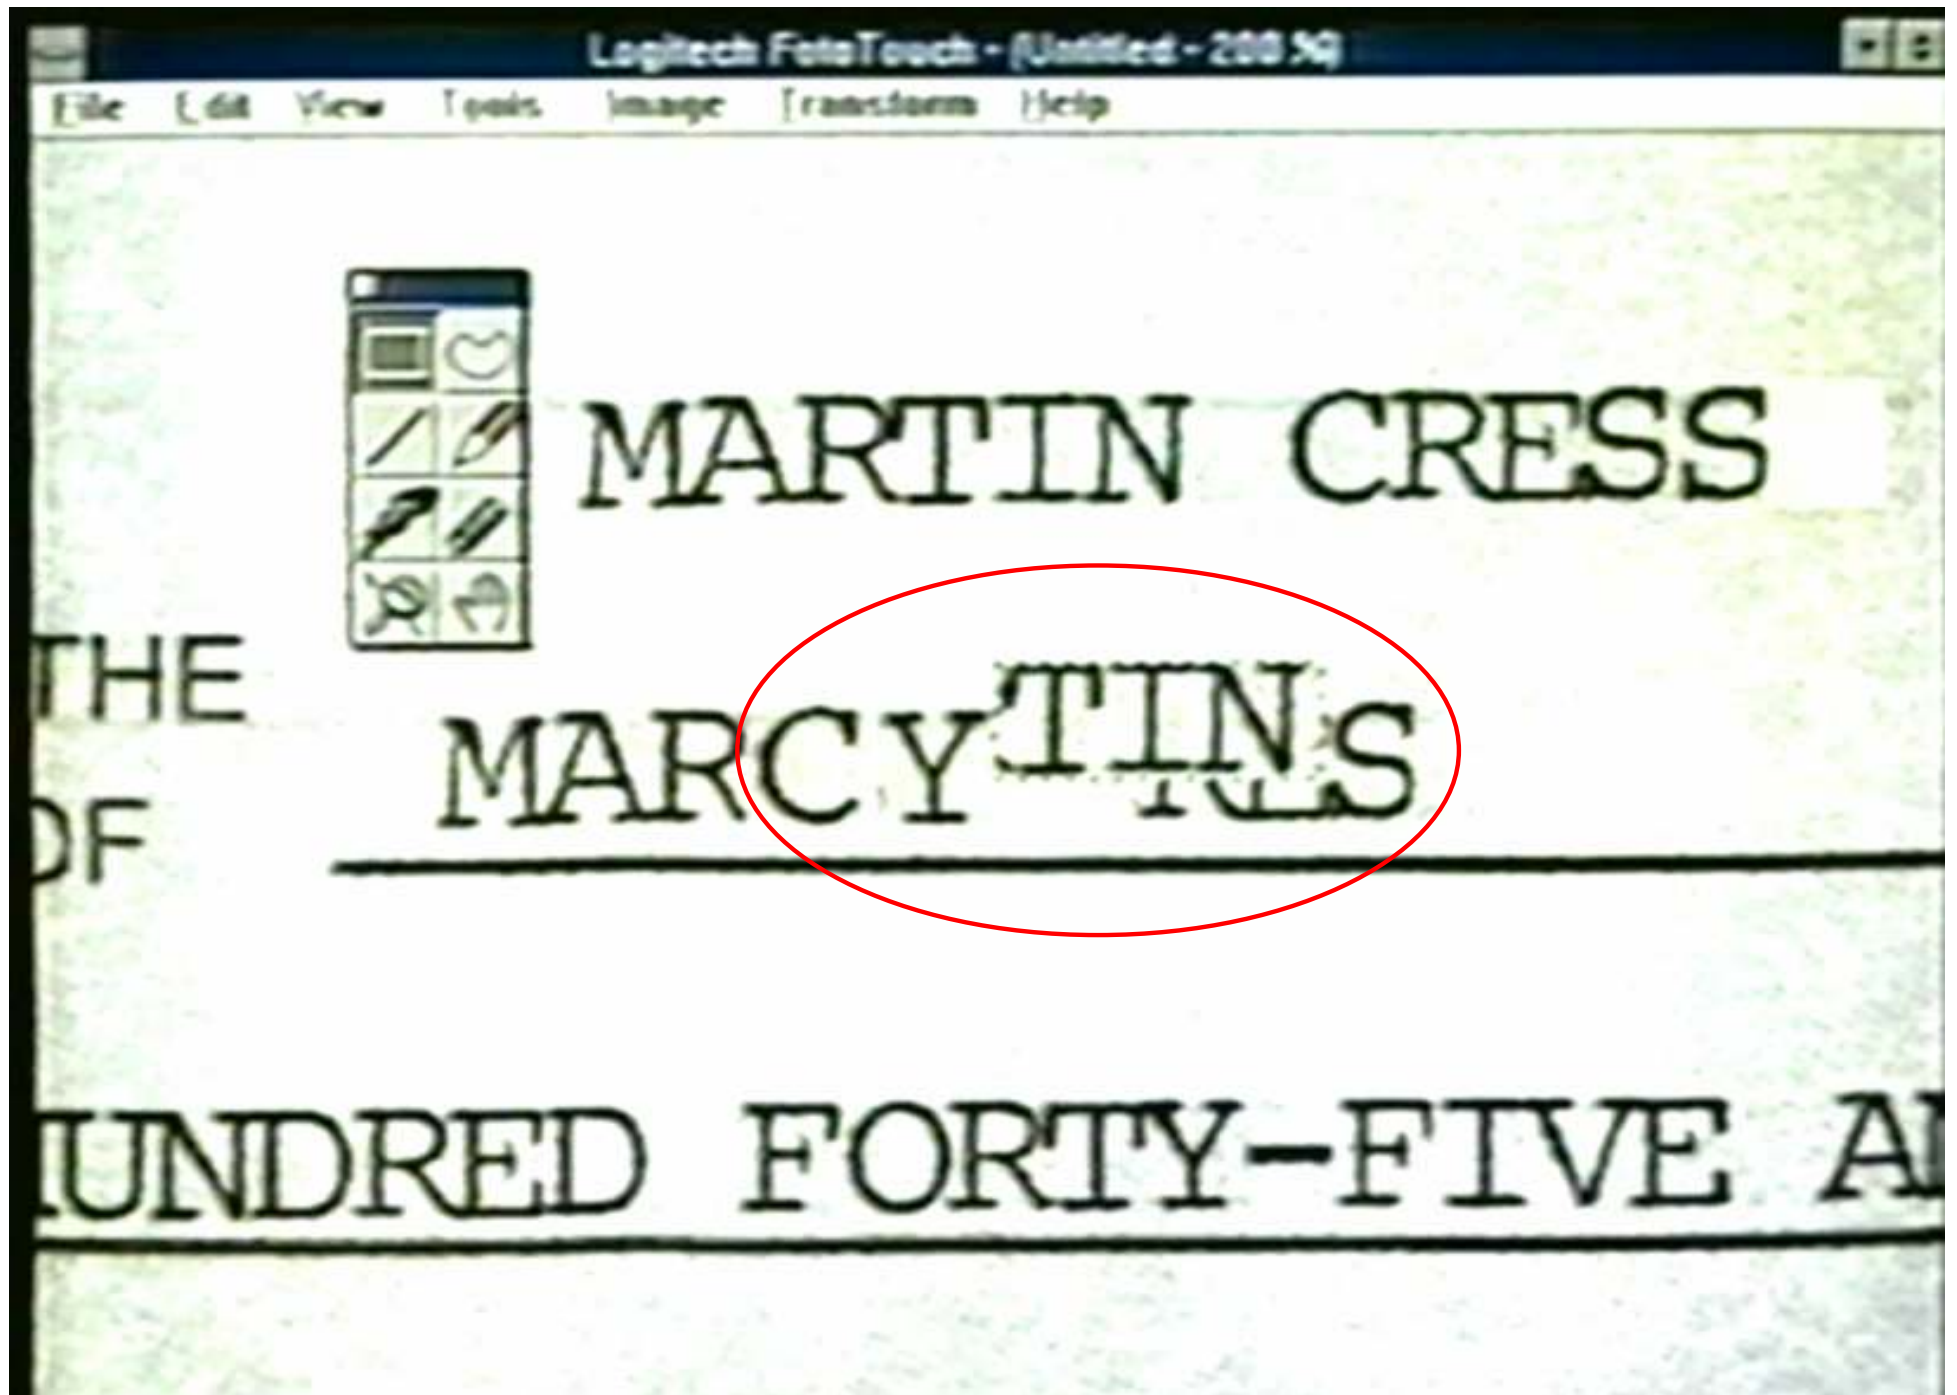 Logitech FotoTouch - (Untitled - 200 %)
File Edit View Tools Image Transform Help
MARTIN CRESS
THE
MARCY TIN S
OF
UNDRED FORTY-FIVE A